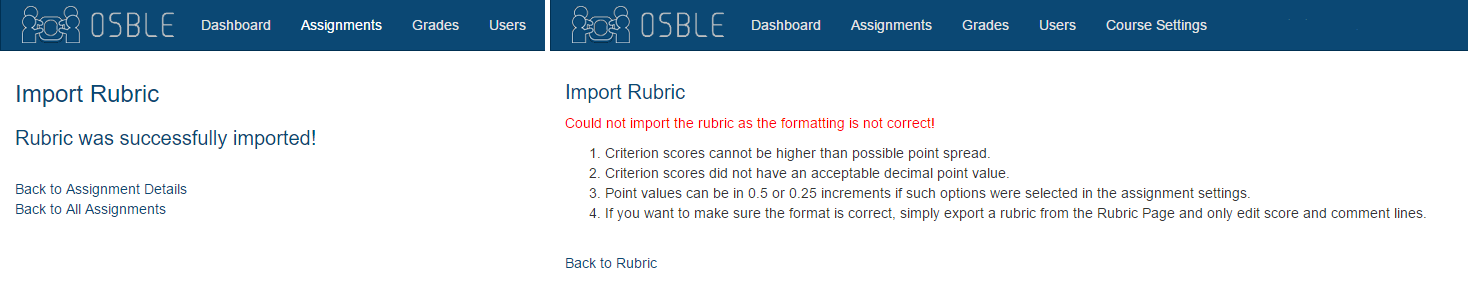 OSBLE Dashboard Assignments Grades Users
Import Rubric
Rubric was successfully imported!
Back to Assignment Details
Back to All Assignments
OSBLE Dashboard Assignments Grades Users Course Settings
Import Rubric
Could not import the rubric as the formatting is not correct!
1. Criterion scores cannot be higher than possible point spread.
2. Criterion scores did not have an acceptable decimal point value.
3. Point values can be in 0.5 or 0.25 increments if such options were selected in the assignment settings.
4. If you want to make sure the format is correct, simply export a rubric from the Rubric Page and only edit score and comment lines.
Back to Rubric